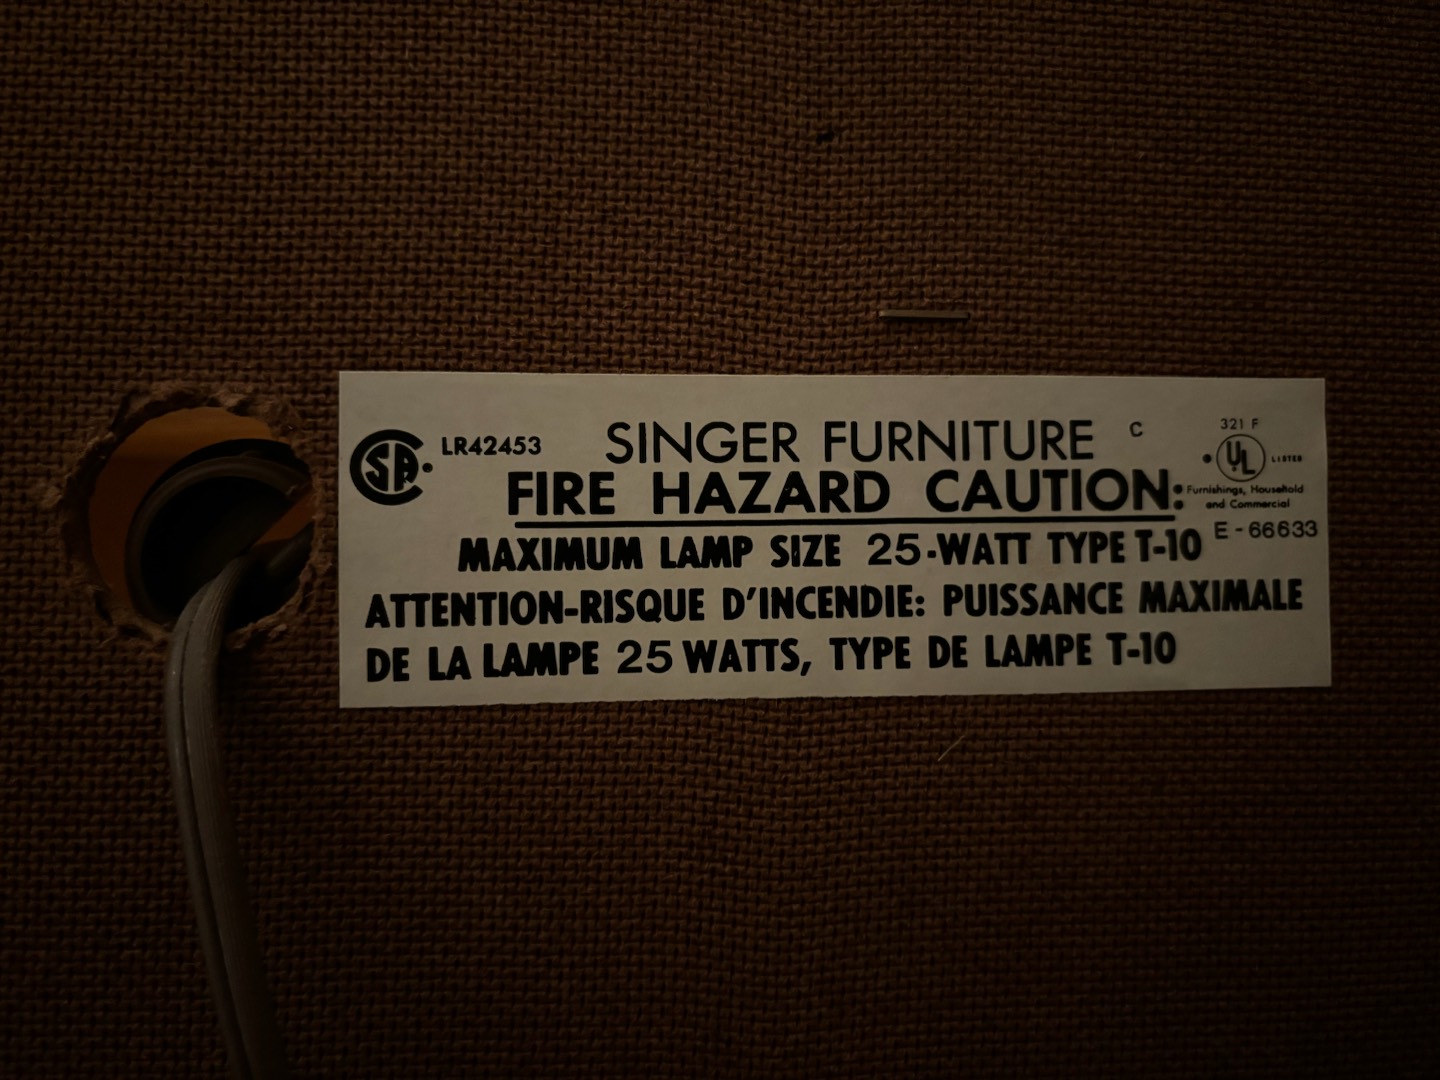 CSA LR42453
SINGER FURNITURE C
321 F
UL LISTED
FIRE HAZARD CAUTION:
Furnishings, Household
and Commercial
E-66633
MAXIMUM LAMP SIZE 25-WATT TYPE T-10
ATTENTION-RISQUE D'INCENDIE: PUISSANCE MAXIMALE
DE LA LAMPE 25 WATTS, TYPE DE LAMPE T-10